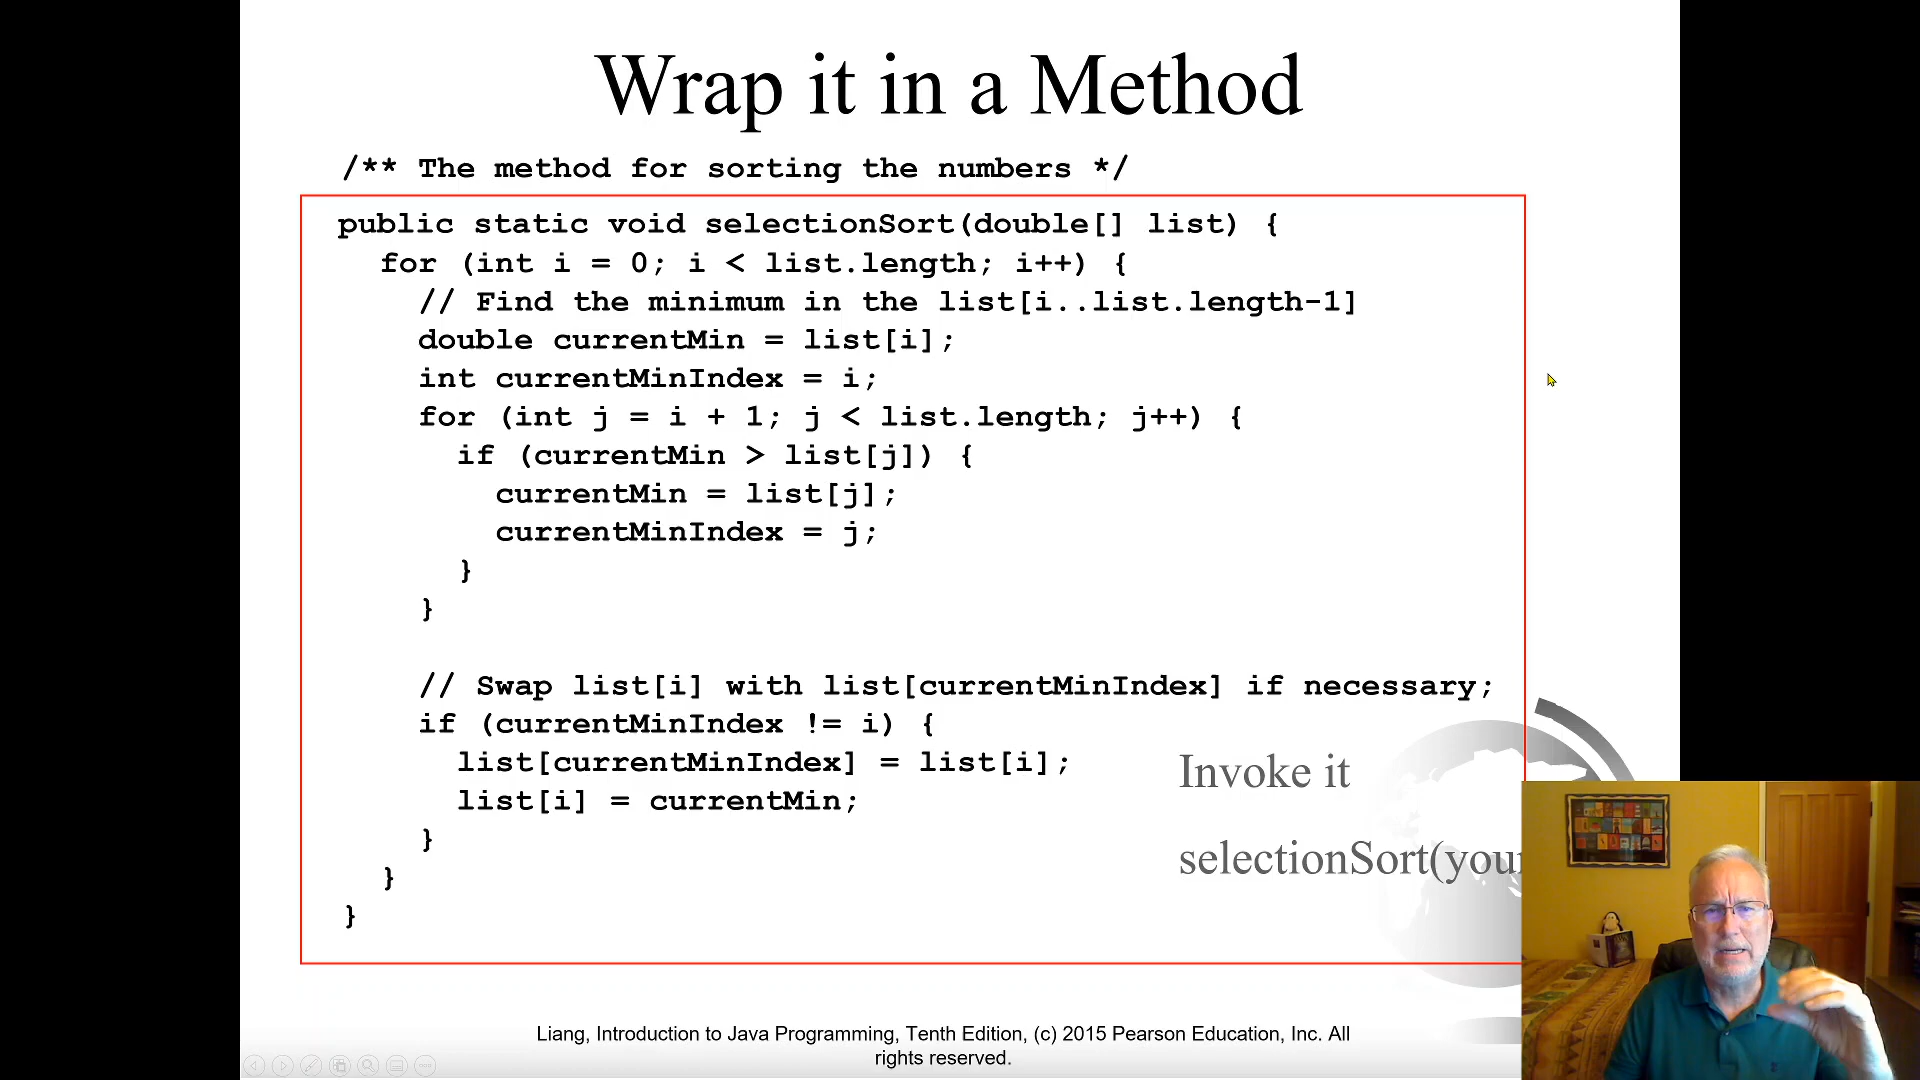 Wrap it in a Method
/** The method for sorting the numbers */
public static void selectionSort(double[] list) {
for (int i = 0; i < list.length; i++) {
// Find the minimum in the list[i..list.length-1]
double currentMin = list[i];
int currentMinIndex = i;
for (int j = i + 1; j < list.length; j++) {
if (currentMin > list[j]) {
currentMin = list[j];
currentMinIndex = j;
}
}
// Swap list[i] with list[currentMinIndex] if necessary;
if (currentMinIndex != i) {
list[currentMinIndex] = list[i];
list[i] = currentMin;
}
}
}
Invoke it
selectionSort(your
Liang, Introduction to Java Programming, Tenth Edition, (c) 2015 Pearson Education, Inc. All
rights reserved.